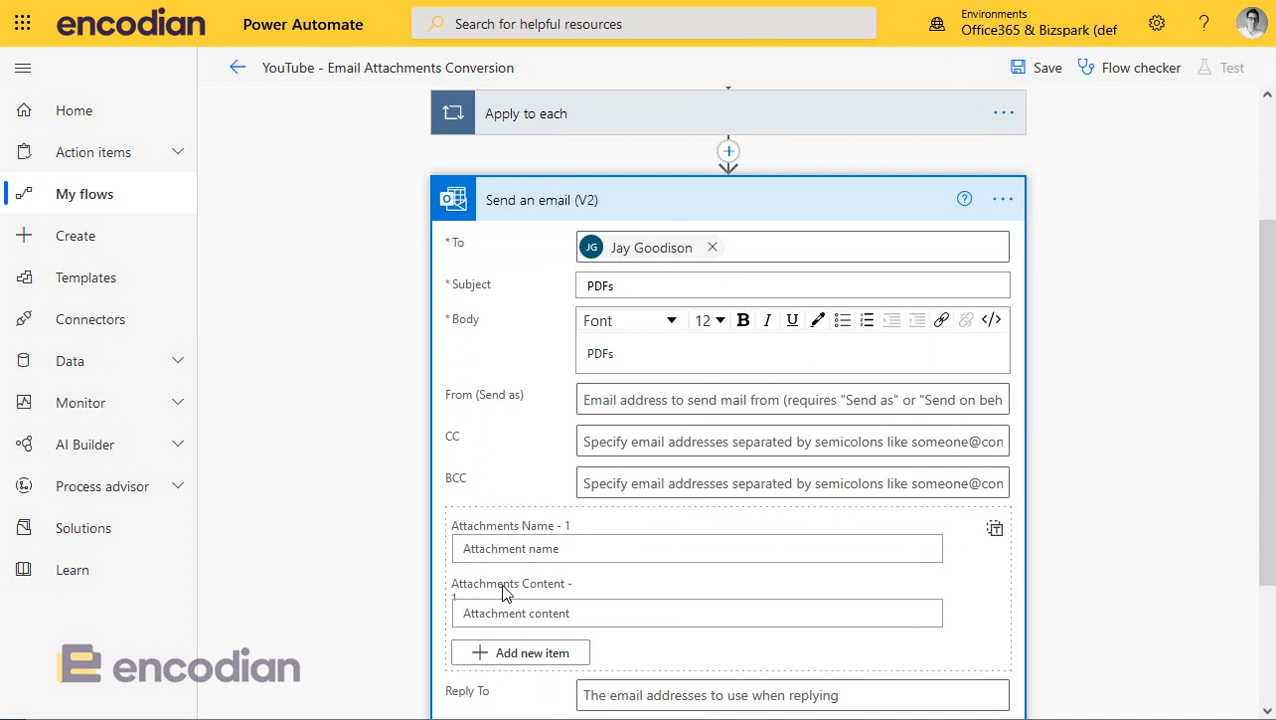 encodian
Power Automate
Search for helpful resources
Environments
Office365 & Bizspark (def
YouTube - Email Attachments Conversion
Save
Flow checker
Test
Home
Action items
My flows
Create
Templates
Connectors
Data
Monitor
AI Builder
Process advisor
Solutions
Learn
Apply to each
Send an email (V2)
* To
JG Jay Goodison
* Subject
PDFs
* Body
Font 12 B I U </>
PDFs
From (Send as)
Email address to send mail from (requires "Send as" or "Send on beh
CC
Specify email addresses separated by semicolons like someone@con
BCC
Specify email addresses separated by semicolons like someone@con
Attachments Name - 1
Attachment name
Attachments Content -
1
Attachment content
Add new item
Reply To
The email addresses to use when replying
encodian